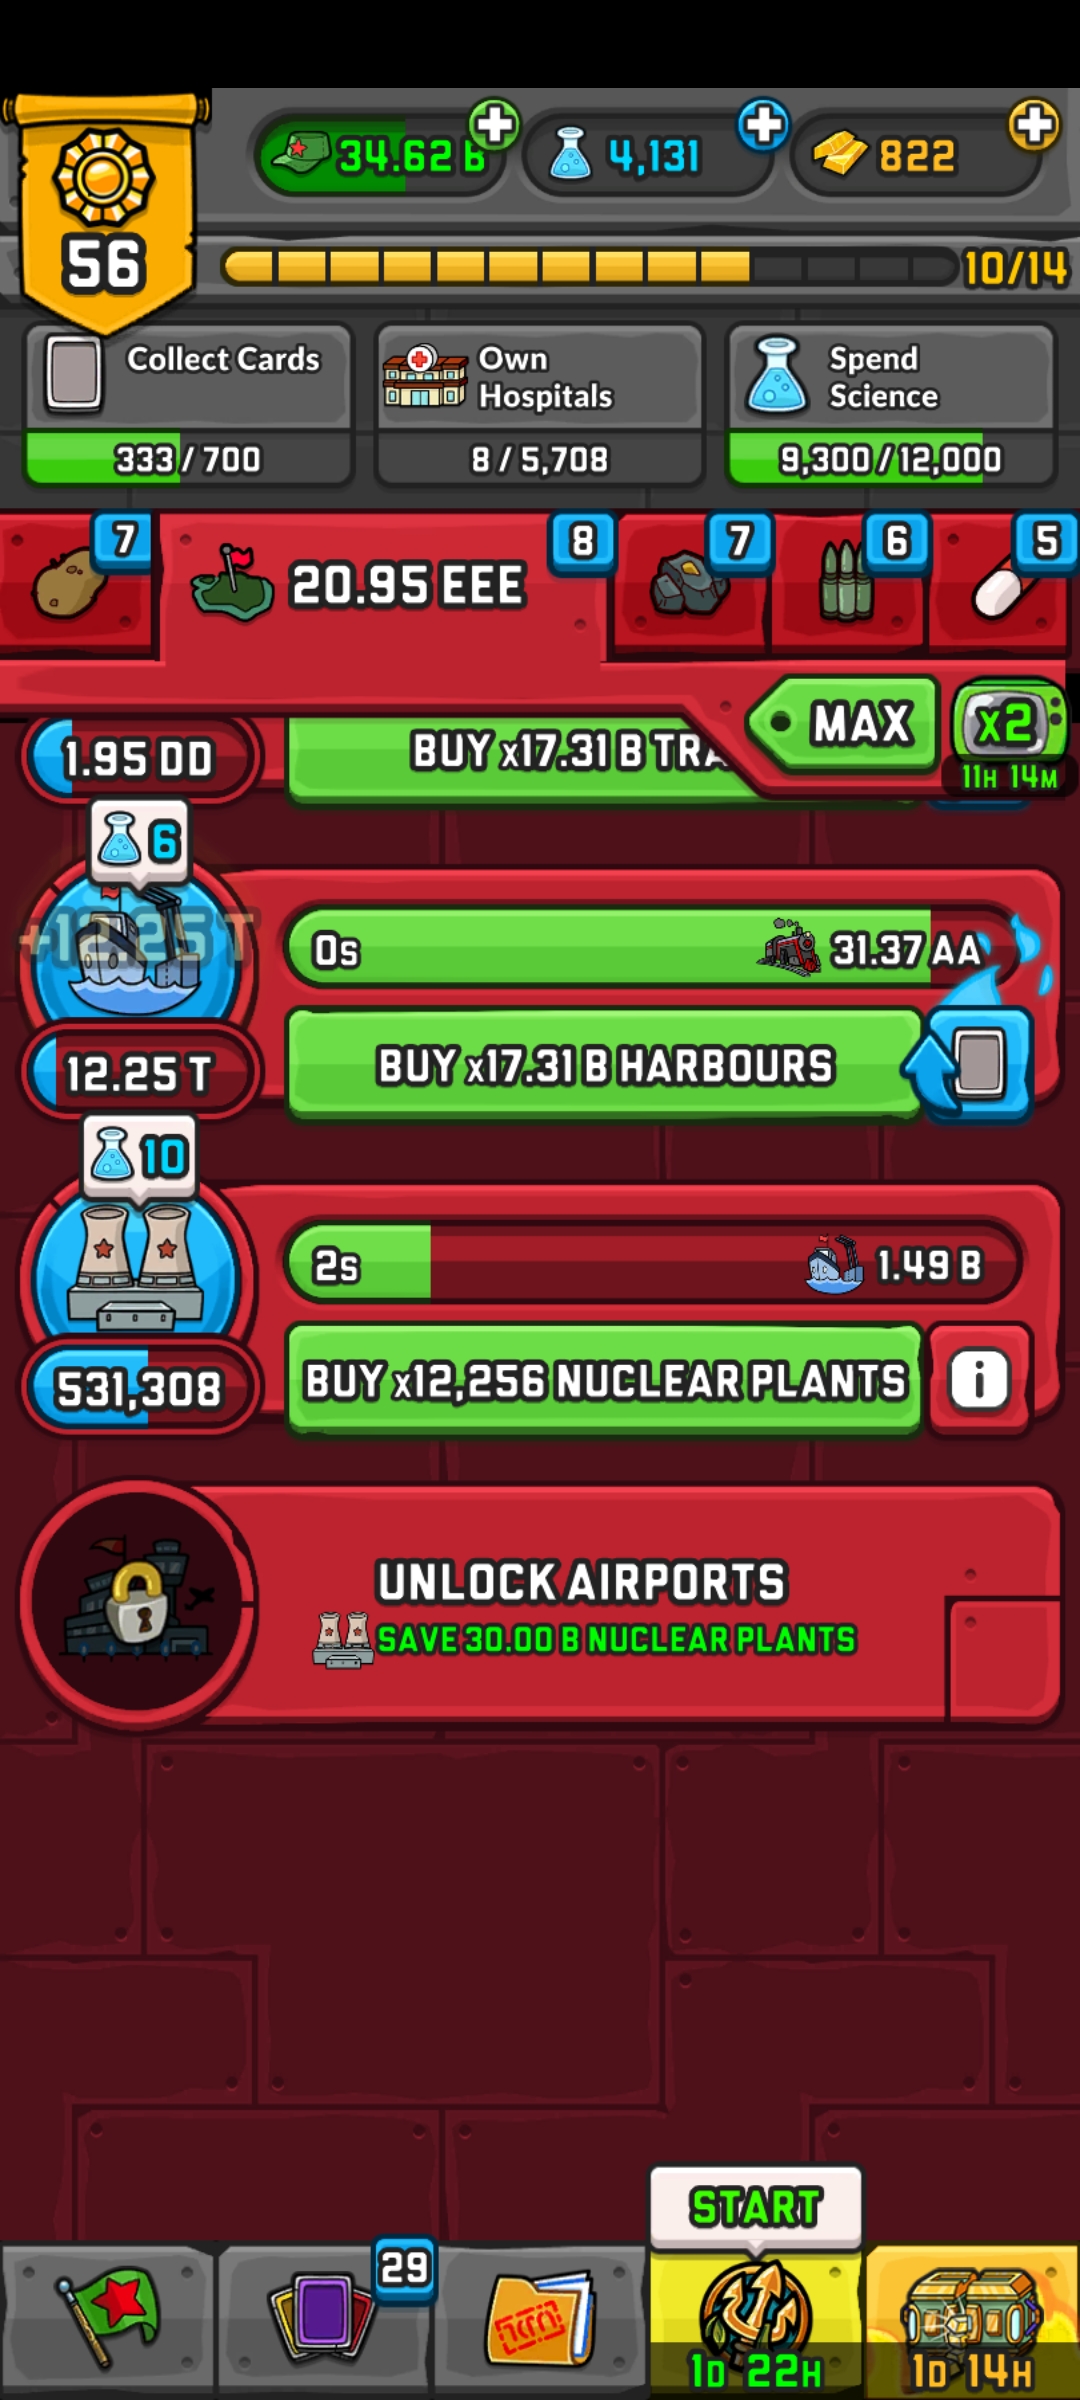 56
34.62 B
4,131
822
10/14
Collect Cards
333 / 700
Own
Hospitals
8 / 5,708
Spend
Science
9,300 / 12,000
7
20.95 EEE
8
7
6
5
MAX
x2
11H 14M
1.95 DD
BUY x17.31 B TRA
6
+12.25 T
0s
31.37 AA
12.25 T
BUY x17.31 B HARBOURS
10
2s
1.49 B
531,308
BUY x12,256 NUCLEAR PLANTS
i
UNLOCK AIRPORTS
SAVE 30.00 B NUCLEAR PLANTS
START
29
1D 22H
1D 14H